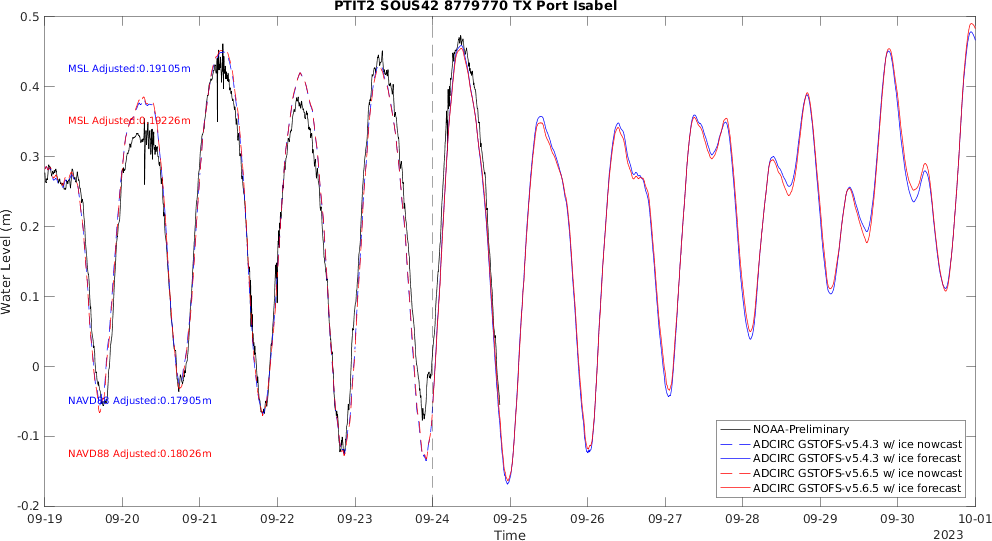 PTIT2 SOUS42 8779770 TX Port Isabel
0.5
0.4
0.3
0.2
0.1
0
-0.1
-0.2
Water Level (m)
MSL Adjusted:0.19105m
MSL Adjusted:0.19226m
NAVD88 Adjusted:0.17905m
NAVD88 Adjusted:0.18026m
NOAA-Preliminary
ADCIRC GSTOFS-v5.4.3 w/ ice nowcast
ADCIRC GSTOFS-v5.4.3 w/ ice forecast
ADCIRC GSTOFS-v5.6.5 w/ ice nowcast
ADCIRC GSTOFS-v5.6.5 w/ ice forecast
09-19 09-20 09-21 09-22 09-23 09-24 09-25 09-26 09-27 09-28 09-29 09-30 10-01
Time
2023